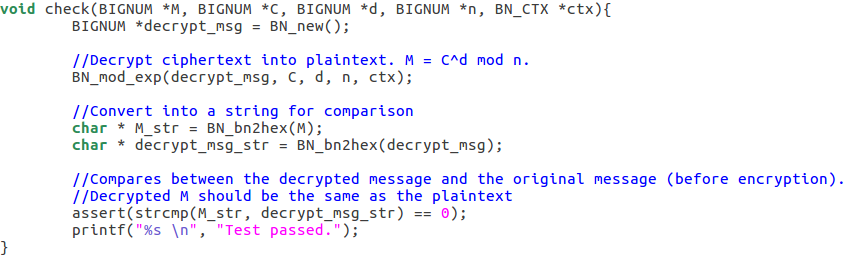 void check(BIGNUM *M, BIGNUM *C, BIGNUM *d, BIGNUM *n, BN_CTX *ctx){
        BIGNUM *decrypt_msg = BN_new();

        //Decrypt ciphertext into plaintext. M = C^d mod n.
        BN_mod_exp(decrypt_msg, C, d, n, ctx);

        //Convert into a string for comparison
        char * M_str = BN_bn2hex(M);
        char * decrypt_msg_str = BN_bn2hex(decrypt_msg);

        //Compares between the decrypted message and the original message (before encryption).
        //Decrypted M should be the same as the plaintext
        assert(strcmp(M_str, decrypt_msg_str) == 0);
        printf("%s \n", "Test passed.");
}